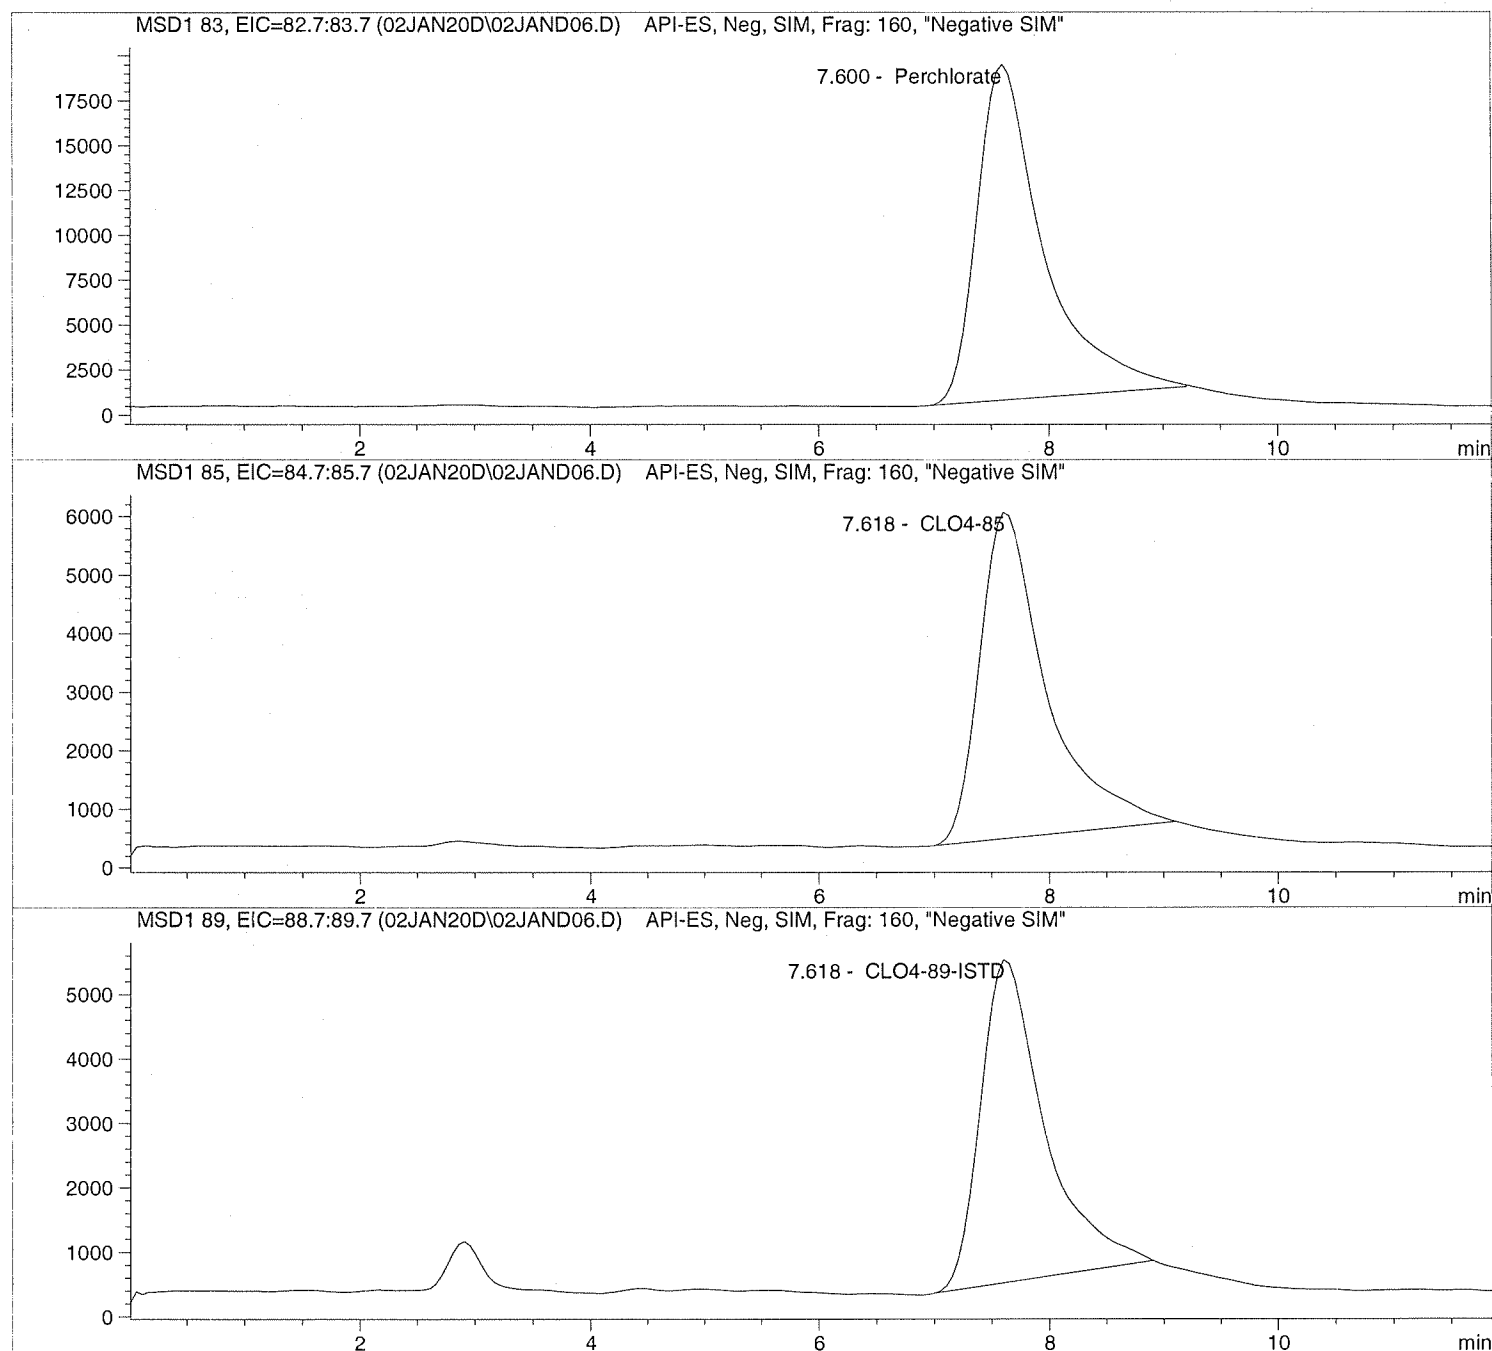 MSD1 83, EIC=82.7:83.7 (02JAN20D\02JAND06.D) API-ES, Neg, SIM, Frag: 160, "Negative SIM"
7.600 - Perchlorate
17500
15000
12500
10000
7500
5000
2500
0
2 4 6 8 10 min
MSD1 85, EIC=84.7:85.7 (02JAN20D\02JAND06.D) API-ES, Neg, SIM, Frag: 160, "Negative SIM"
7.618 - CLO4-85
6000
5000
4000
3000
2000
1000
0
2 4 6 8 10 min
MSD1 89, EIC=88.7:89.7 (02JAN20D\02JAND06.D) API-ES, Neg, SIM, Frag: 160, "Negative SIM"
7.618 - CLO4-89-ISTD
5000
4000
3000
2000
1000
0
2 4 6 8 10 min